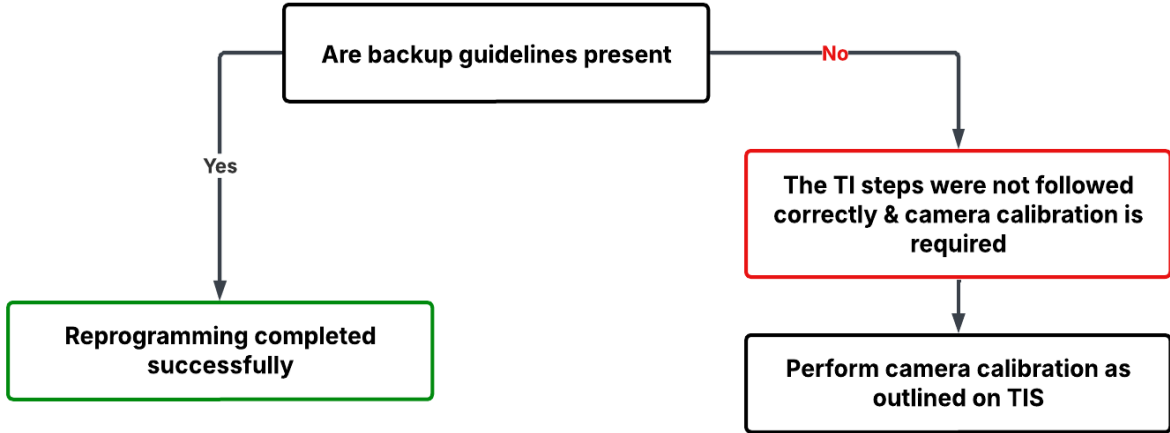 Are backup guidelines present
No
Yes
The TI steps were not followed
correctly & camera calibration is
required
Reprogramming completed
successfully
Perform camera calibration as
outlined on TIS